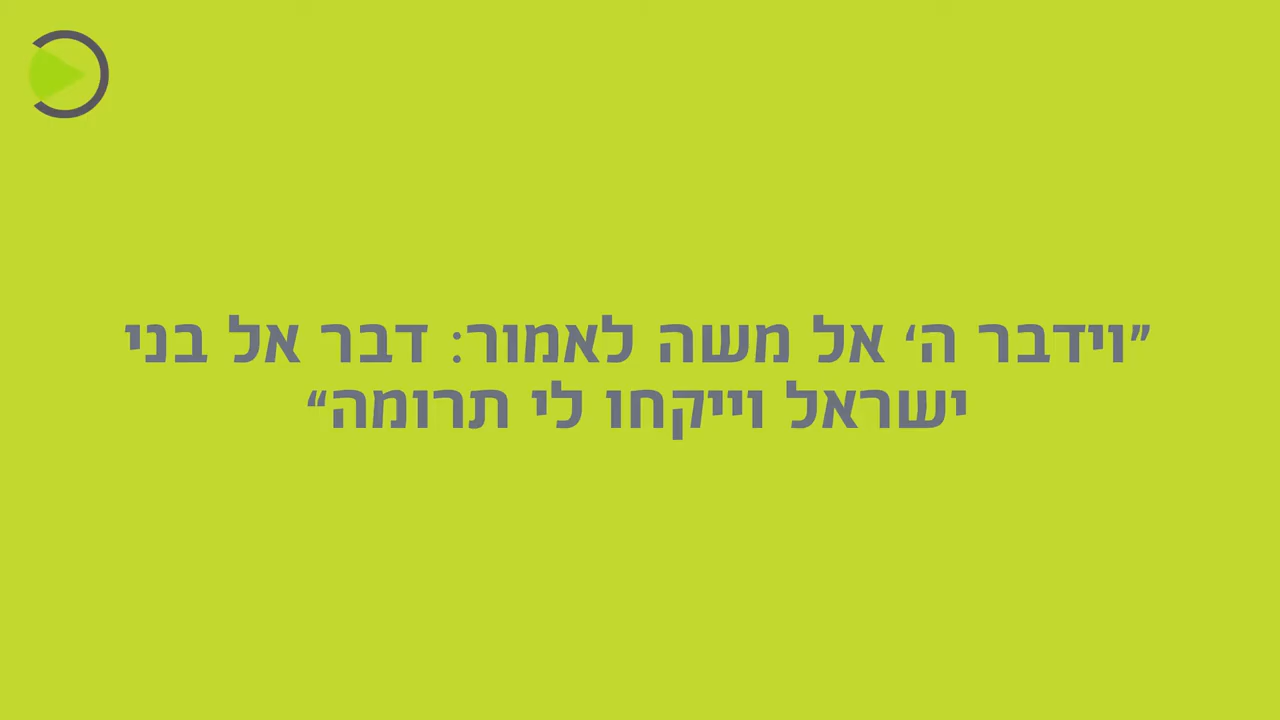 "וידבר ה' אל משה לאמור: דבר אל בני
ישראל וייקחו לי תרומה"